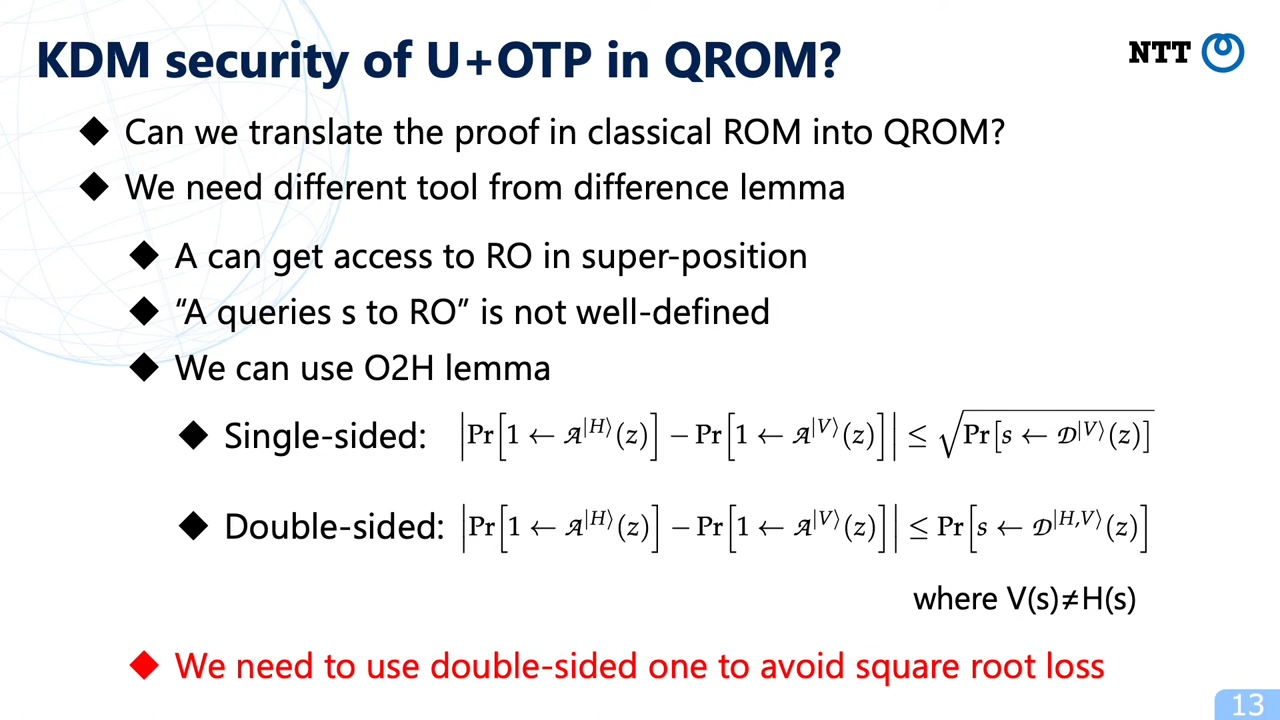 KDM security of U+OTP in QROM?
NTT
◆ Can we translate the proof in classical ROM into QROM?
◆ We need different tool from difference lemma
◆ A can get access to RO in super-position
◆ “A queries s to RO” is not well-defined
◆ We can use O2H lemma
◆ Single-sided: |Pr[1 ← 𝒜^{|H⟩}(z)] − Pr[1 ← 𝒜^{|V⟩}(z)]| ≤ √Pr[s ← 𝒟^{|V⟩}(z)]
◆ Double-sided: |Pr[1 ← 𝒜^{|H⟩}(z)] − Pr[1 ← 𝒜^{|V⟩}(z)]| ≤ Pr[s ← 𝒟^{|H,V⟩}(z)]
where V(s)≠H(s)
◆ We need to use double-sided one to avoid square root loss
13